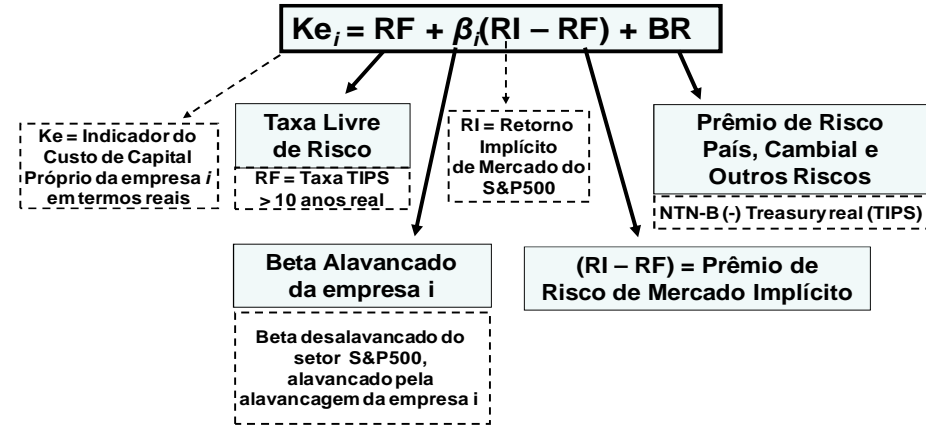 Ke𝑖 = RF + β𝑖(RI – RF) + BR
Ke = Indicador do
Custo de Capital
Próprio da empresa i
em termos reais
Taxa Livre
de Risco
RF = Taxa TIPS
> 10 anos real
RI = Retorno
Implícito
de Mercado do
S&P500
Prêmio de Risco
País, Cambial e
Outros Riscos
NTN-B (-) Treasury real (TIPS)
Beta Alavancado
da empresa i
Beta desalavancado do
setor S&P500,
alavancado pela
alavancagem da empresa i
(RI – RF) = Prêmio de
Risco de Mercado Implícito